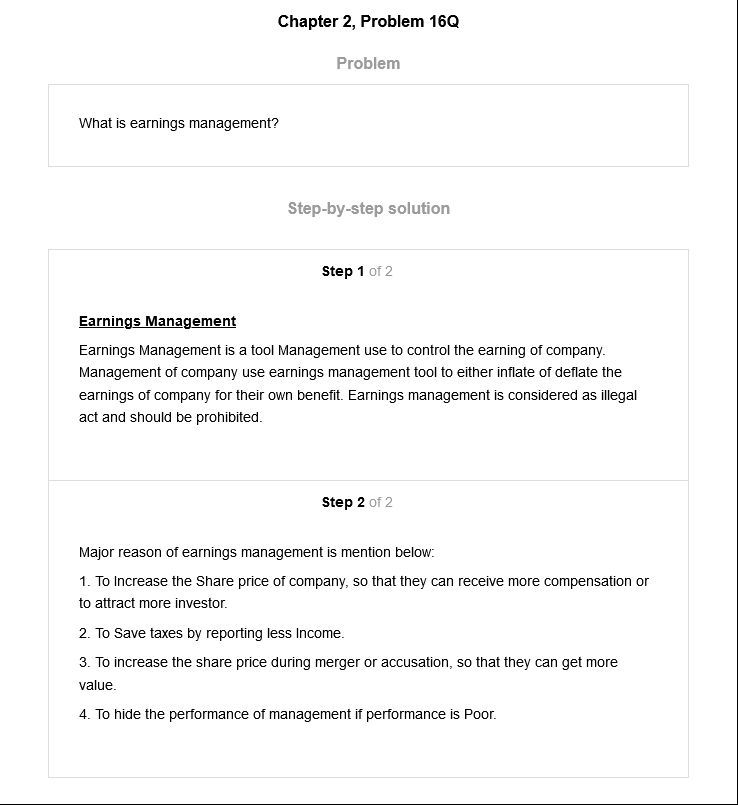 Chapter 2, Problem 16Q
Problem
What is earnings management?
Step-by-step solution
Step 1 of 2
Earnings Management
Earnings Management is a tool Management use to control the earning of company.
Management of company use earnings management tool to either inflate of deflate the
earnings of company for their own benefit. Earnings management is considered as illegal
act and should be prohibited.
Step 2 of 2
Major reason of earnings management is mention below:
1. To Increase the Share price of company, so that they can receive more compensation or
to attract more investor.
2. To Save taxes by reporting less Income.
3. To increase the share price during merger or accusation, so that they can get more
value.
4. To hide the performance of management if performance is Poor.